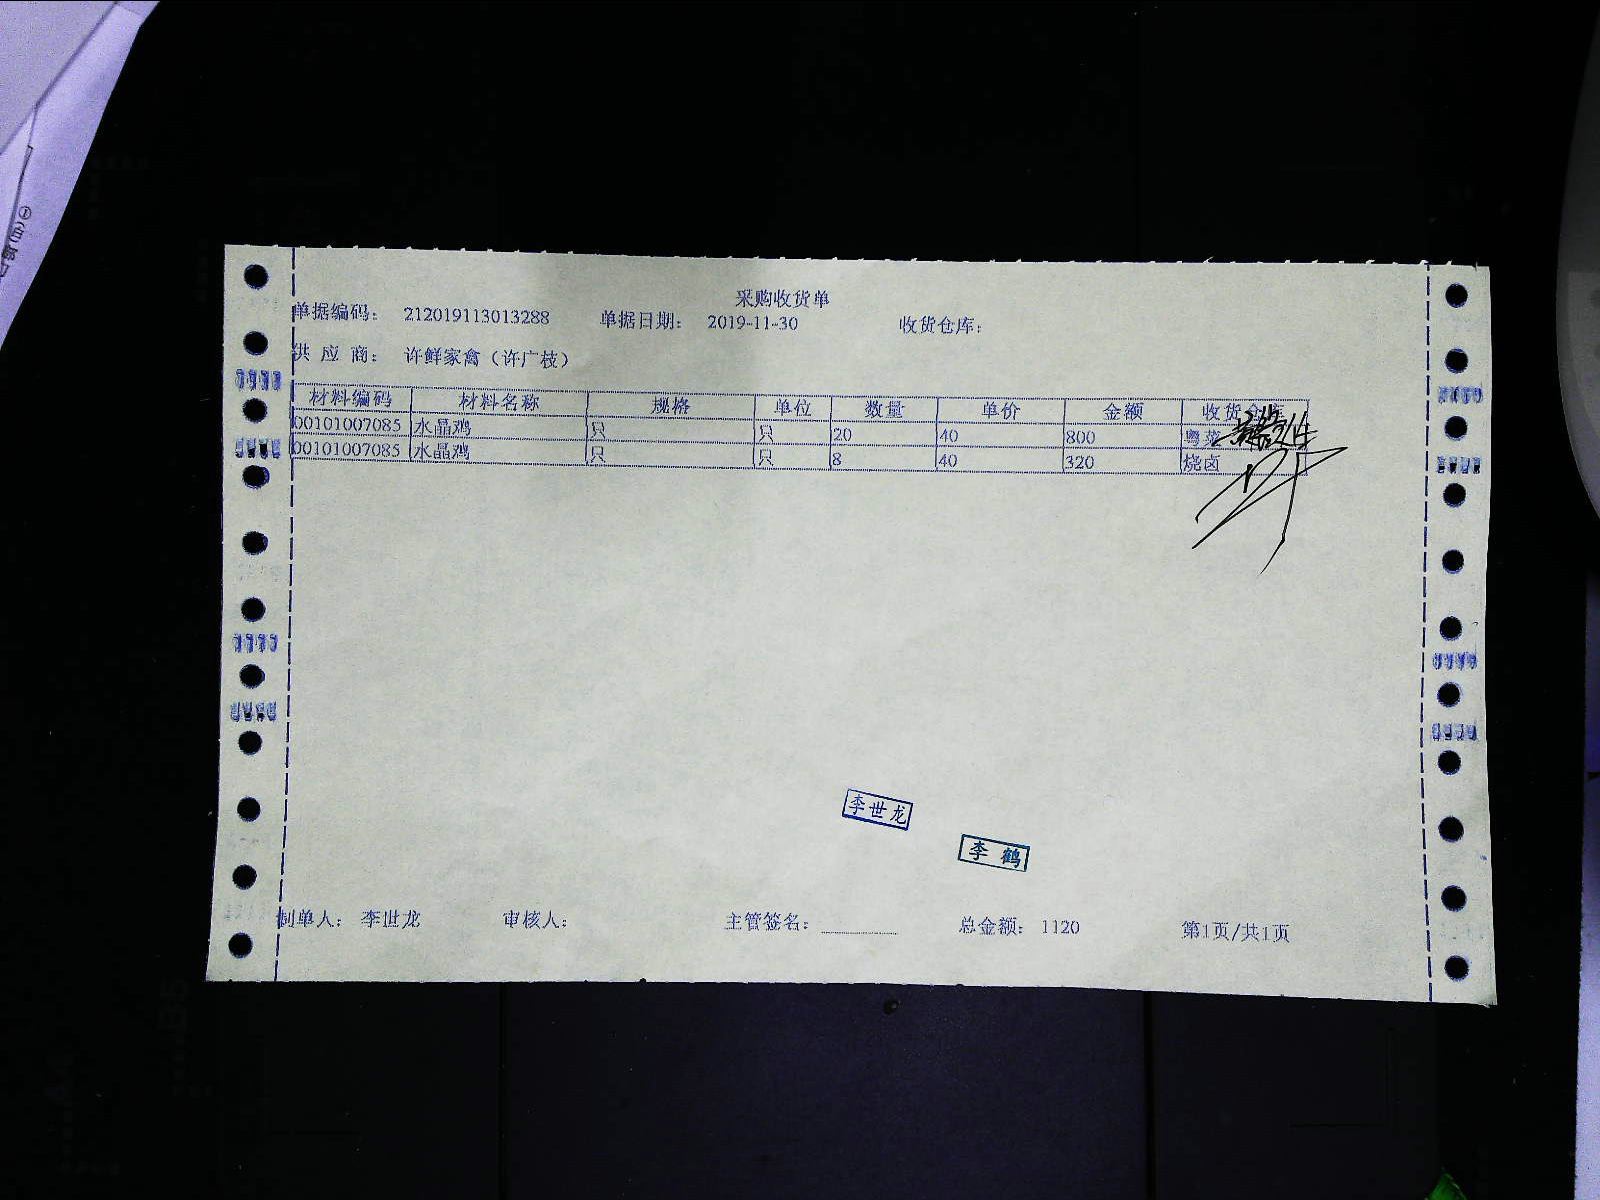 采购收货单
单据编码： 212019113013288 单据日期： 2019-11-30 收货仓库：
供 应 商： 许鲜家禽（许广枝）
材料编码 材料名称 规格 单位 数量 单价 金额 收货仓库
00101007085 水晶鸡 只 只 20 40 800 粤菜
00101007085 水晶鸡 只 只 8 40 320 烧卤
李世龙
李鹤
制单人： 李世龙 审核人： 主管签名： 总金额： 1120 第1页/共1页